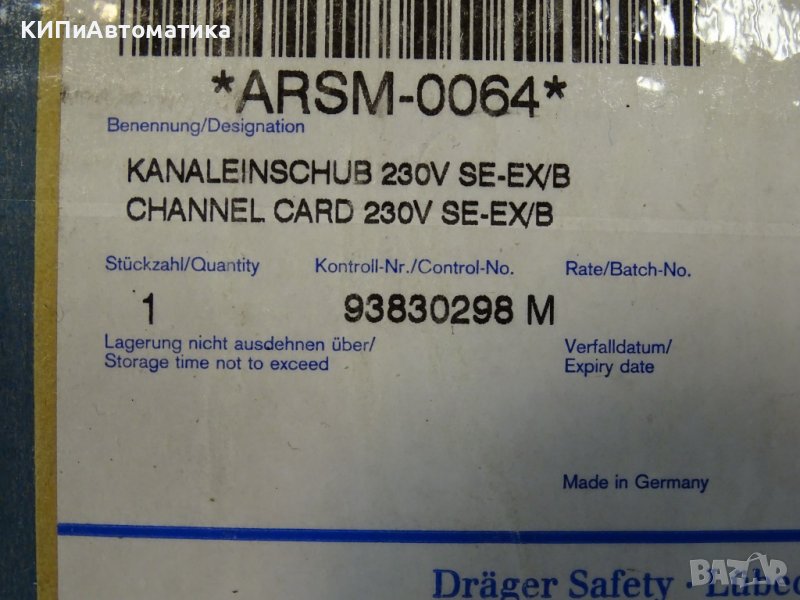 КИПиАвтоматика
*ARSM-0064*
Benennung/Designation
KANALEINSCHUB 230V SE-EX/B
CHANNEL CARD 230V SE-EX/B
Stückzahl/Quantity Kontroll-Nr./Control-No. Rate/Batch-No.
1 93830298 M
Lagerung nicht ausdehnen über/ Verfalldatum/
Storage time not to exceed Expiry date
Made in Germany
Dräger Safety · Lübec
BAZAR